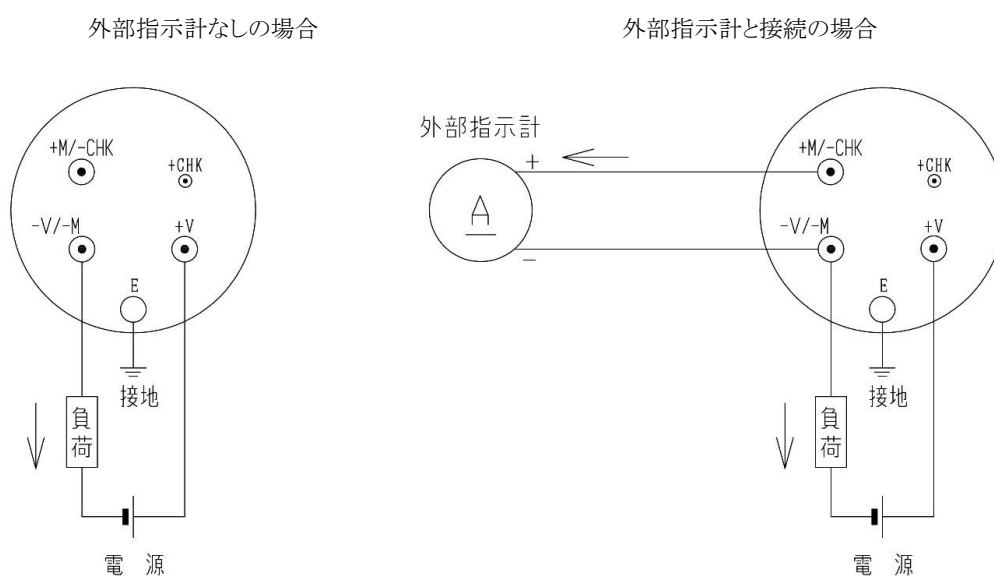 外部指示計なしの場合
+M/-CHK
+CHK
-V/-M
+V
E
接地
負荷
電 源
外部指示計と接続の場合
外部指示計
+
A
-
+M/-CHK
+CHK
-V/-M
+V
E
接地
負荷
電 源